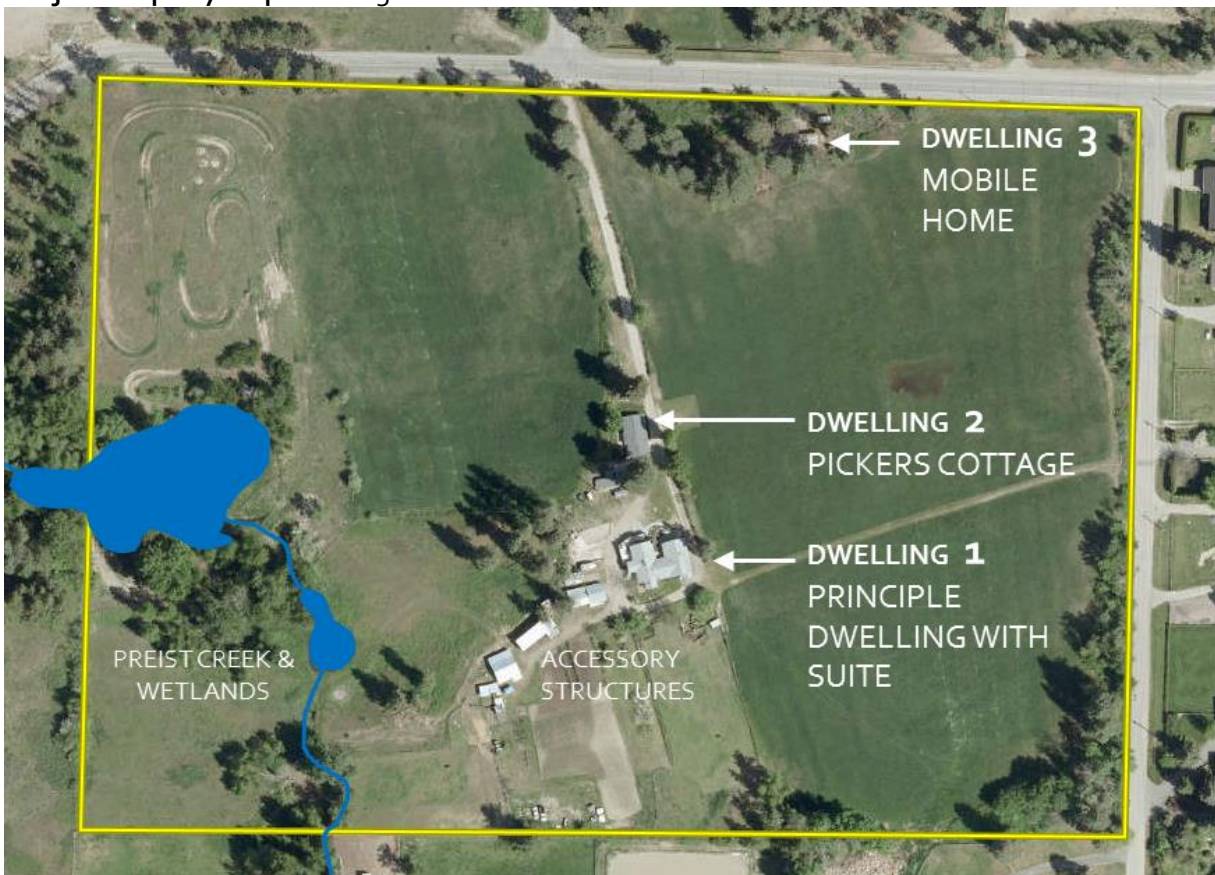 DWELLING 3
MOBILE
HOME
DWELLING 2
PICKERS COTTAGE
DWELLING 1
PRINCIPLE
DWELLING WITH
SUITE
PREIST CREEK &
WETLANDS
ACCESSORY
STRUCTURES